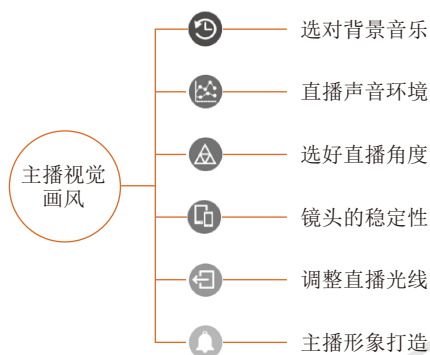 选对背景音乐
直播声音环境
选好直播角度
主播视觉
画风
镜头的稳定性
调整直播光线
主播形象打造